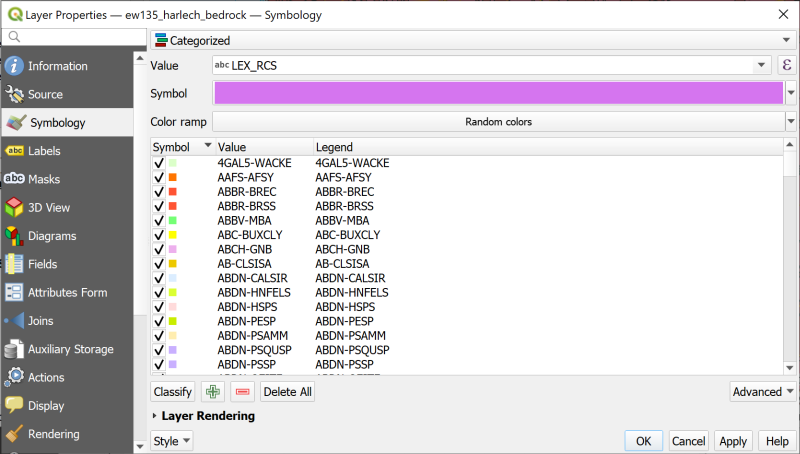 Layer Properties — ew135_harlech_bedrock — Symbology
Categorized
Information
Source
Symbology
Labels
Masks
3D View
Diagrams
Fields
Attributes Form
Joins
Auxiliary Storage
Actions
Display
Rendering
Value abc LEX_RCS ε
Symbol
Color ramp Random colors
Symbol Value Legend
4GAL5-WACKE 4GAL5-WACKE
AAFS-AFSY AAFS-AFSY
ABBR-BREC ABBR-BREC
ABBR-BRSS ABBR-BRSS
ABBV-MBA ABBV-MBA
ABC-BUXCLY ABC-BUXCLY
ABCH-GNB ABCH-GNB
AB-CLSISA AB-CLSISA
ABDN-CALSIR ABDN-CALSIR
ABDN-HNFELS ABDN-HNFELS
ABDN-HSPS ABDN-HSPS
ABDN-PESP ABDN-PESP
ABDN-PSAMM ABDN-PSAMM
ABDN-PSQUSP ABDN-PSQUSP
ABDN-PSSP ABDN-PSSP
Classify Delete All Advanced
Layer Rendering
Style OK Cancel Apply Help